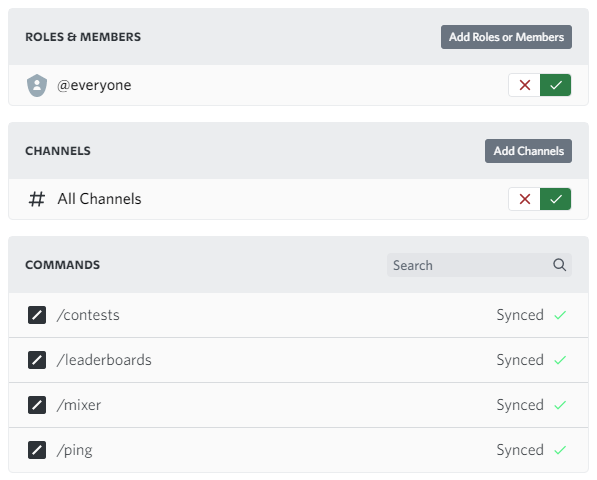 ROLES & MEMBERS
Add Roles or Members
@everyone
CHANNELS
Add Channels
All Channels
COMMANDS
Search
/contests
Synced
/leaderboards
Synced
/mixer
Synced
/ping
Synced